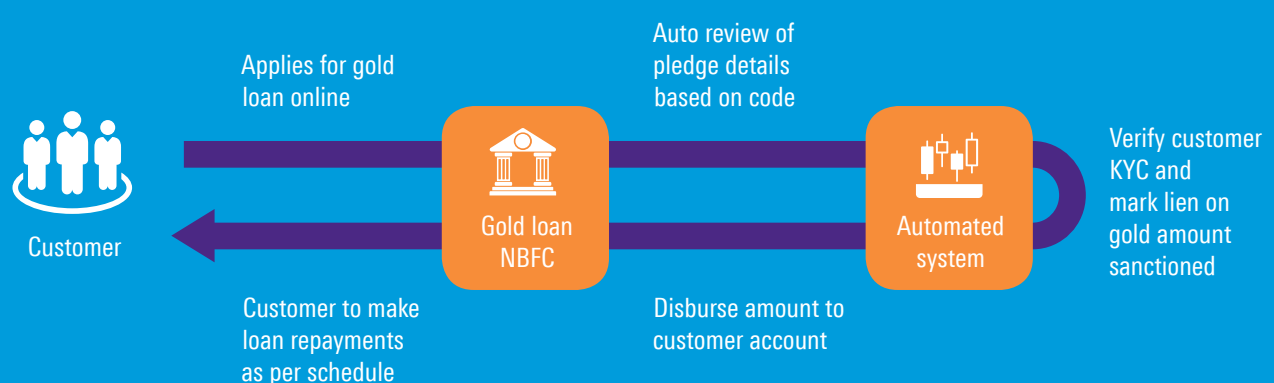 Applies for gold
loan online
Auto review of
pledge details
based on code
Verify customer
KYC and
mark lien on
gold amount
sanctioned
Customer
Gold loan
NBFC
Automated
system
Customer to make
loan repayments
as per schedule
Disburse amount to
customer account